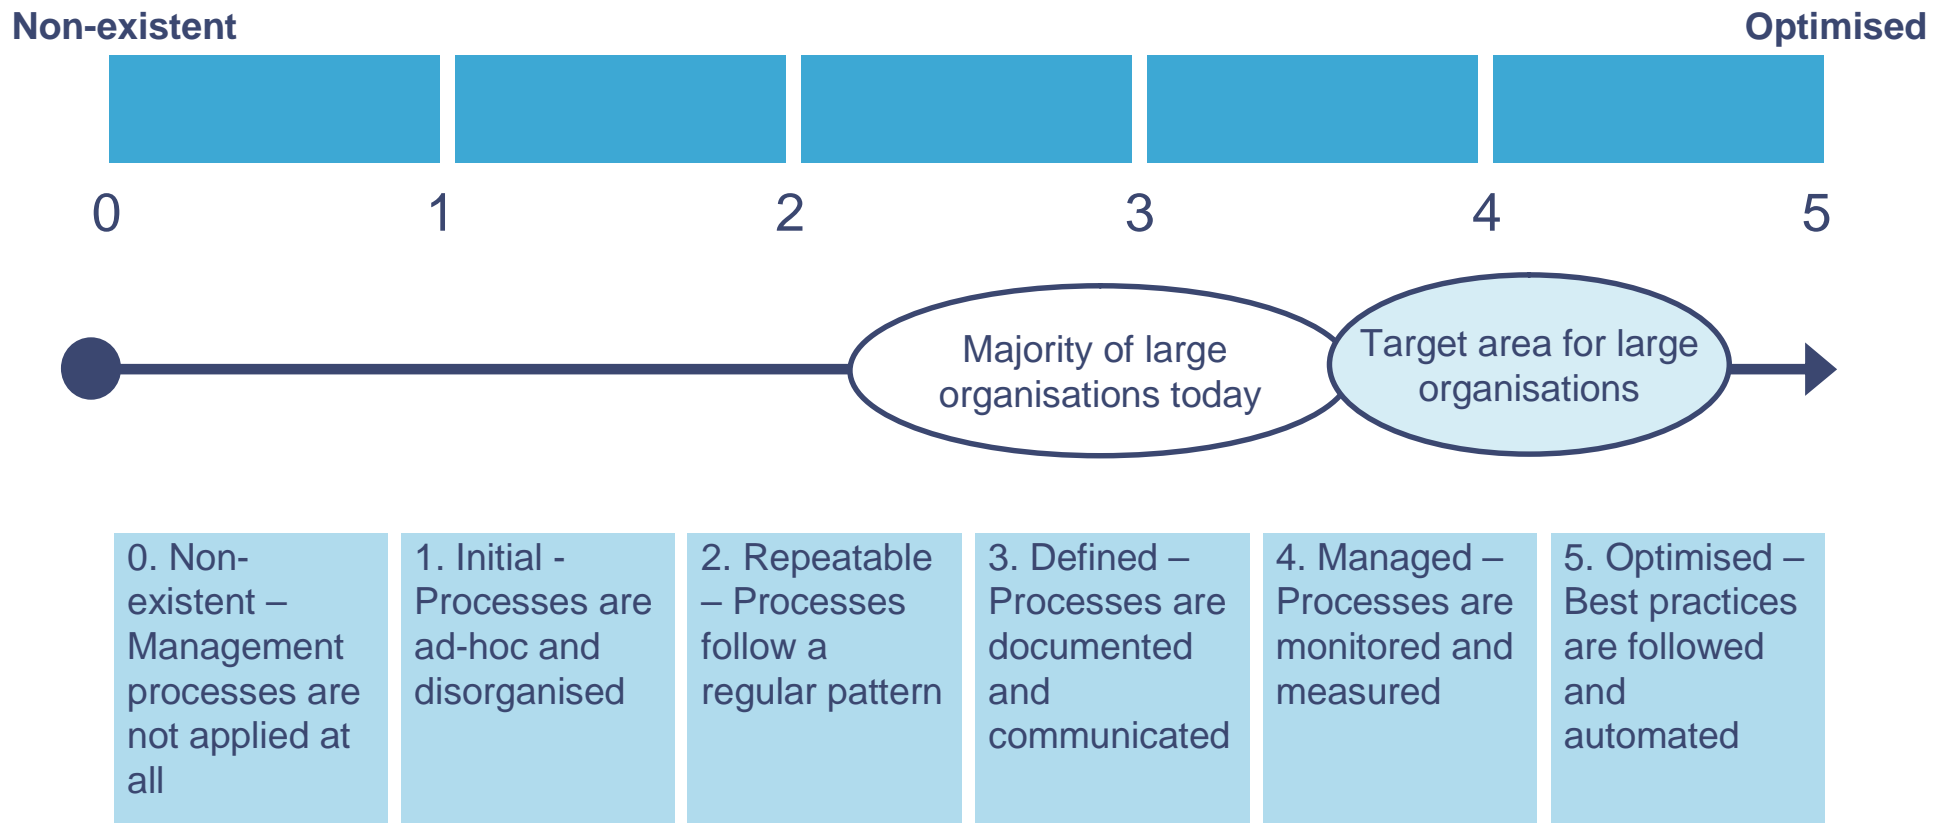 Non-existent
Optimised
0
1
2
3
4
5
Majority of large
organisations today
Target area for large
organisations
0. Non-
existent –
Management
processes are
not applied at
all
1. Initial -
Processes are
ad-hoc and
disorganised
2. Repeatable
– Processes
follow a
regular pattern
3. Defined –
Processes are
documented
and
communicated
4. Managed –
Processes are
monitored and
measured
5. Optimised –
Best practices
are followed
and
automated